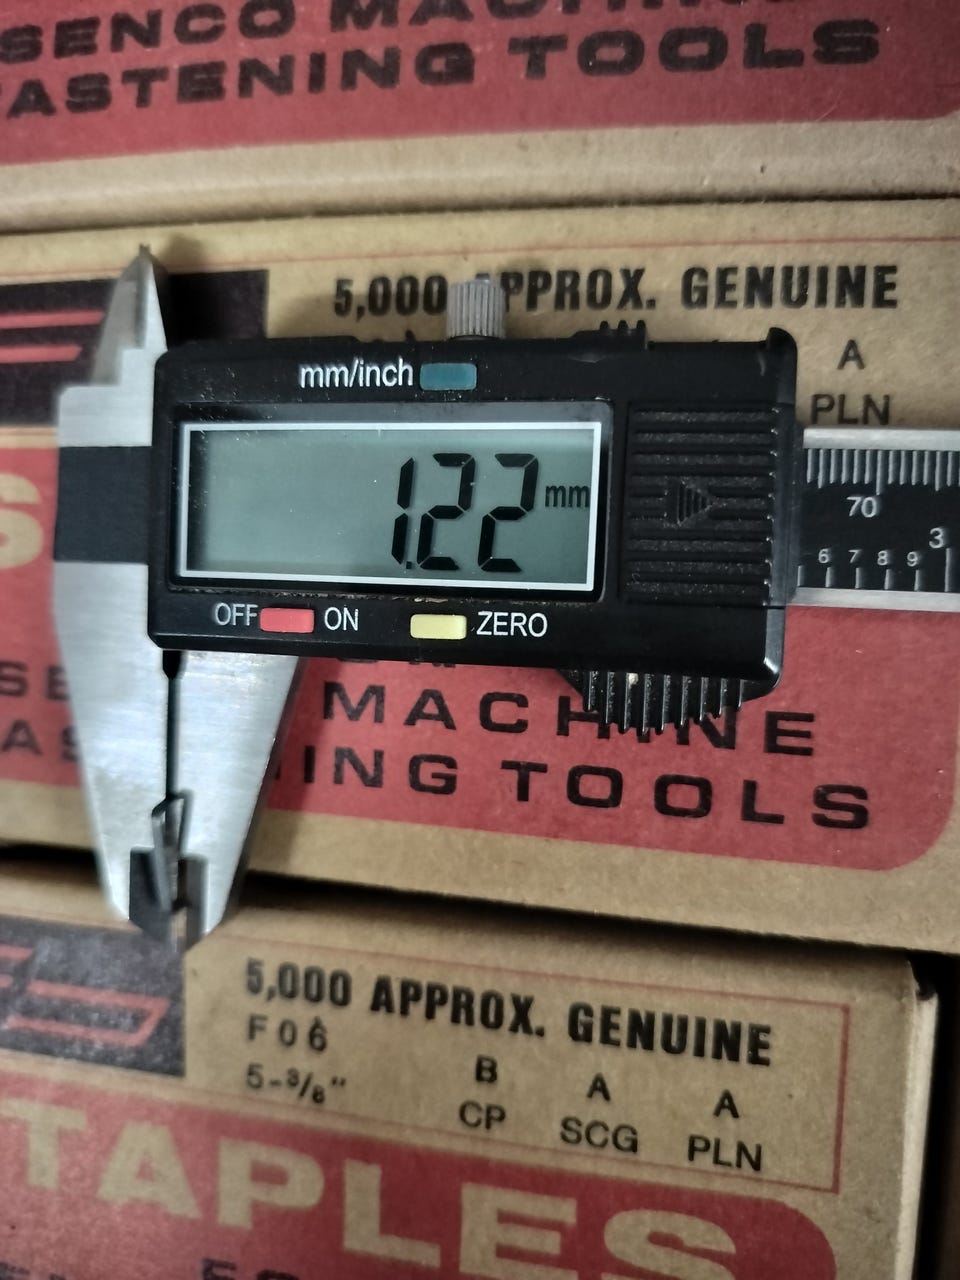 SENCO MACHINE
FASTENING TOOLS
5,000 APPROX. GENUINE
A
PLN
mm/inch
1.22 mm
70
6 7 8 9 3
OFF ON ZERO
S
MACHINE
ING TOOLS
5,000 APPROX. GENUINE
F06
5-3/8" B A A
CP SCG PLN
TAPLES